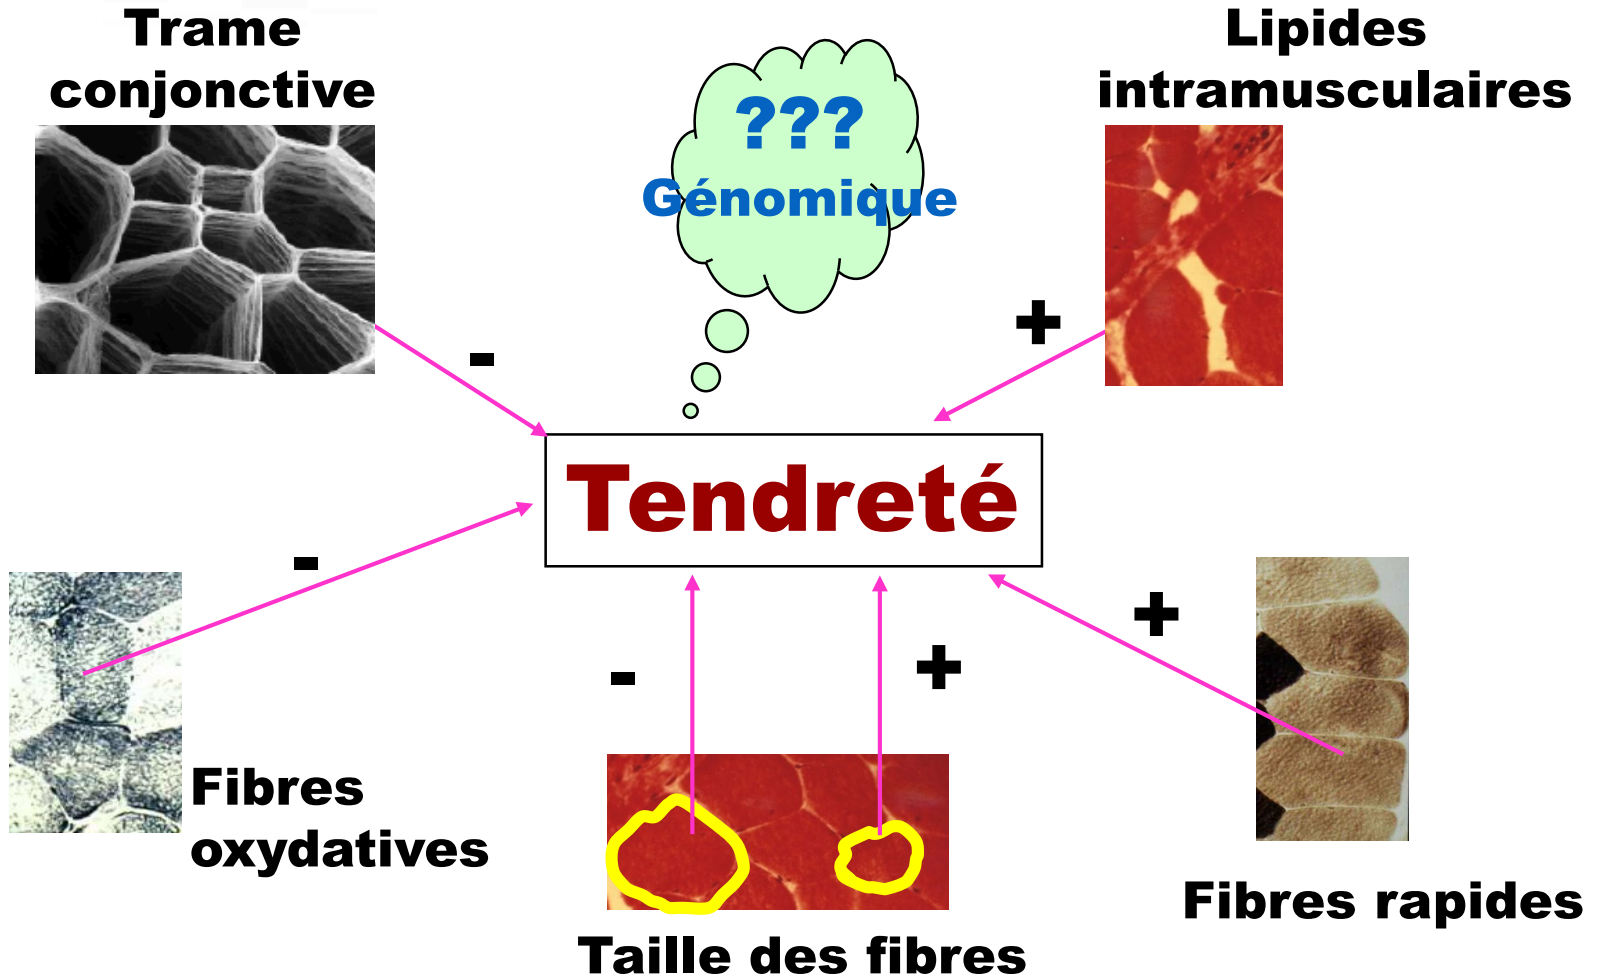 Trame
conjonctive
Lipides
intramusculaires
???
Génomique
-
+
Tendreté
-
-
+
+
Fibres
oxydatives
Fibres rapides
Taille des fibres